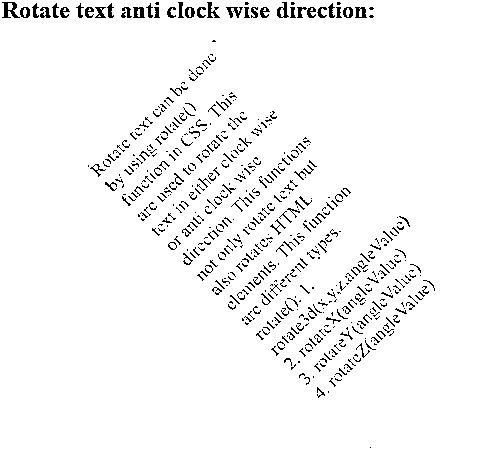 Rotate text anti clock wise direction:
Rotate text can be done
by using rotate()
function in CSS. This
are used to rotate the
text in either clock wise
or anti clock wise
direction. This functions
not only rotate text but
also rotates HTML
elements. This function
are different types.
rotate(): 1.
rotate3d(x,y,z,angleValue)
2. rotateX(angleValue)
3. rotateY(angleValue)
4. rotateZ(angleValue)